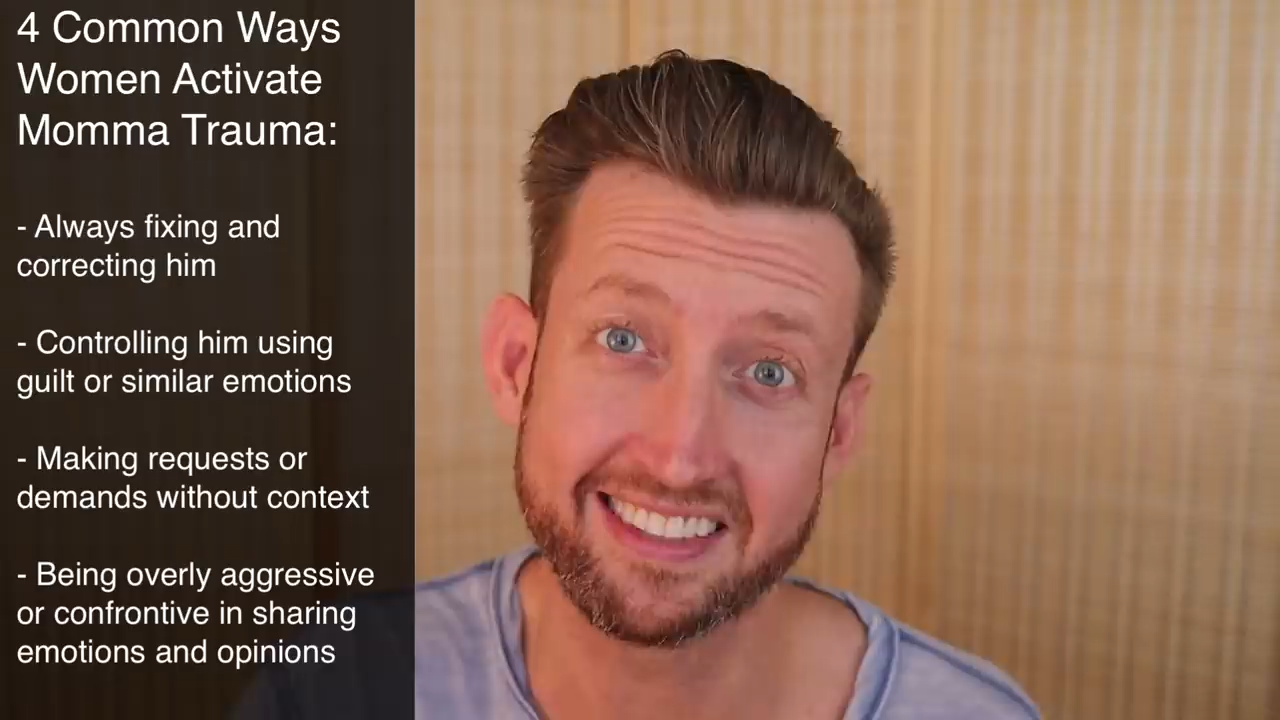 4 Common Ways
Women Activate
Momma Trauma:
- Always fixing and
correcting him
- Controlling him using
guilt or similar emotions
- Making requests or
demands without context
- Being overly aggressive
or confrontive in sharing
emotions and opinions